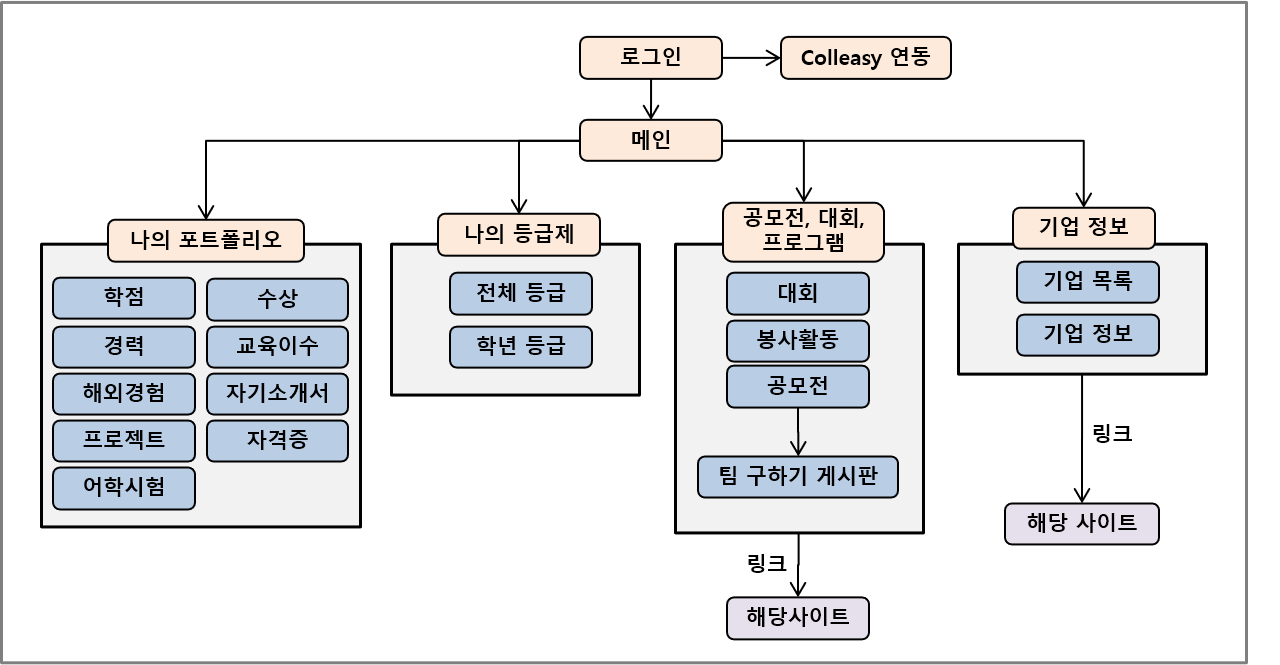 로그인
Colleasy 연동
메인
나의 포트폴리오
학점
수상
경력
교육이수
해외경험
자기소개서
프로젝트
자격증
어학시험
나의 등급제
전체 등급
학년 등급
공모전, 대회,
프로그램
대회
봉사활동
공모전
팀 구하기 게시판
링크
해당사이트
기업 정보
기업 목록
기업 정보
링크
해당 사이트